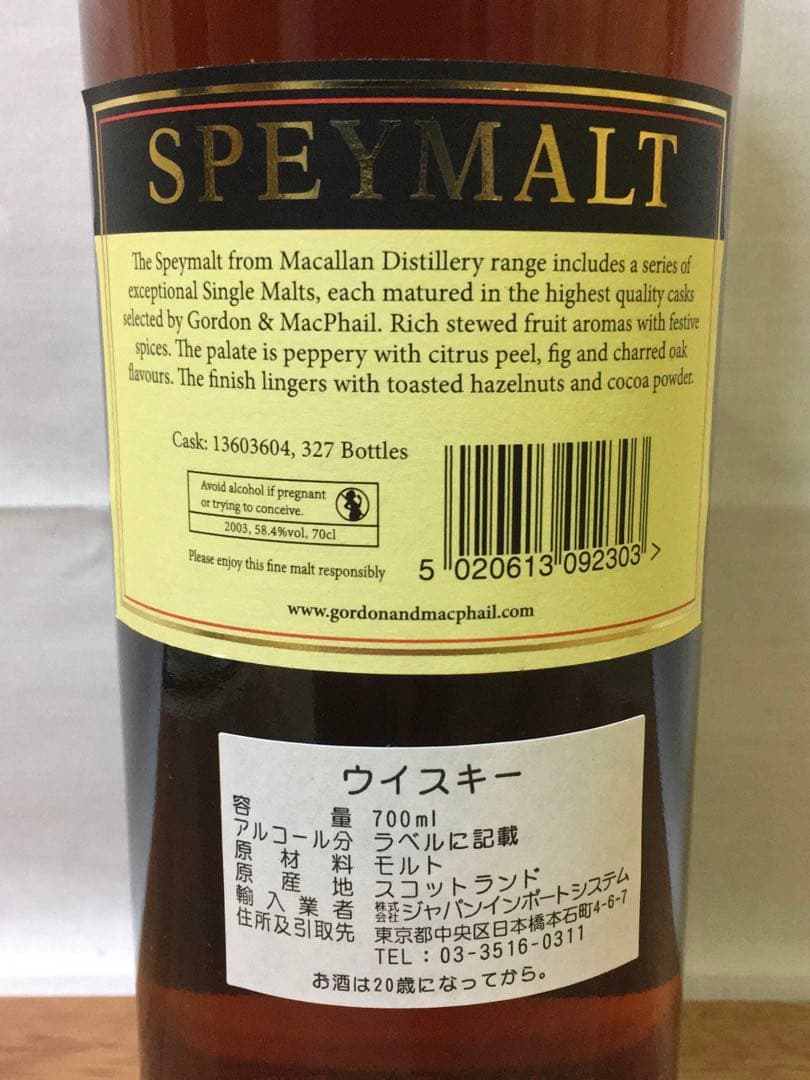 SPEYMALT
The Speymalt from Macallan Distillery range includes a series of
exceptional Single Malts, each matured in the highest quality casks
selected by Gordon & MacPhail. Rich stewed fruit aromas with festive
spices. The palate is peppery with citrus peel, fig and charred oak
flavours. The finish lingers with toasted hazelnuts and cocoa powder.
Cask: 13603604, 327 Bottles
Avoid alcohol if pregnant
or trying to conceive.
2003, 58.4%vol, 70cl
Please enjoy this fine malt responsibly
5 020613 092303 >
www.gordonandmacphail.com
ウイスキー
容量 700ml
アルコール分 ラベルに記載
原材料 モルト
原産地 スコットランド
輸入業者 株式会社ジャパンインポートシステム
住所及引取先 東京都中央区日本橋本石町4-6-7
TEL : 03-3516-0311
お酒は20歳になってから。